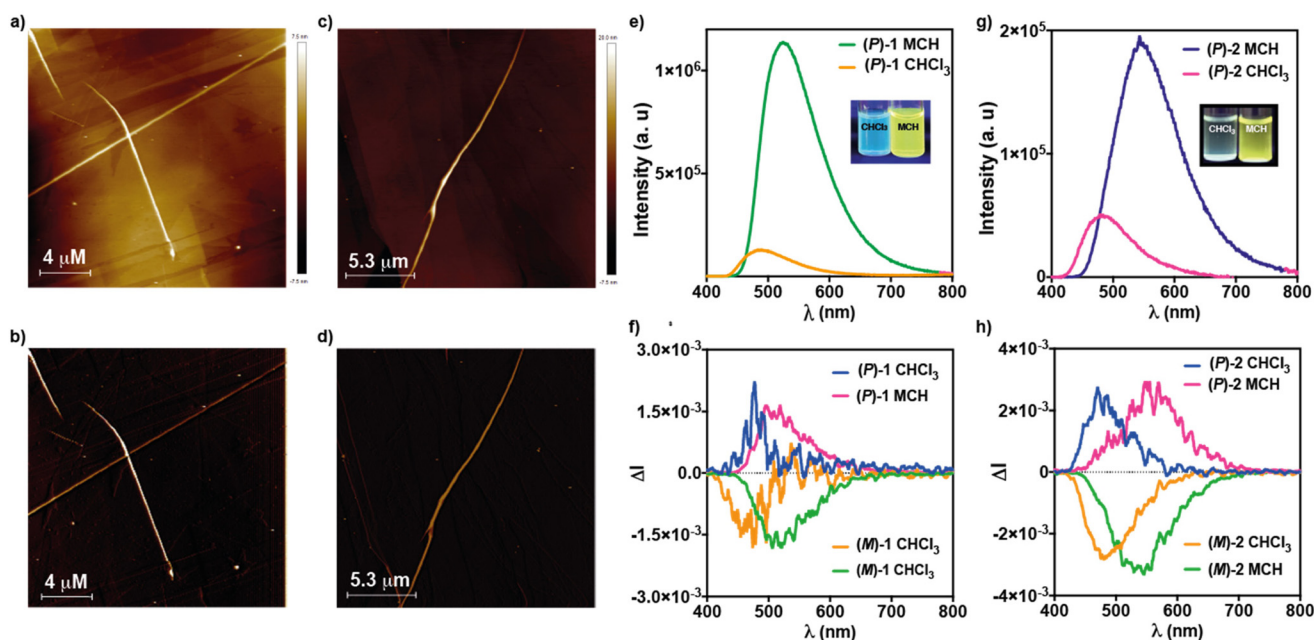 a)
7.5 nm
-7.5 nm
4 μM
b)
4 μM
c)
20.0 nm
-7.5 nm
5.3 μm
d)
5.3 μm
e)
Intensity (a. u)
1×10⁶
5×10⁵
0
(P)-1 MCH
(P)-1 CHCl₃
CHCl₃
MCH
400 500 600 700 800
λ (nm)
f)
ΔI
3.0×10⁻³
1.5×10⁻³
0.0
-1.5×10⁻³
-3.0×10⁻³
(P)-1 CHCl₃
(P)-1 MCH
(M)-1 CHCl₃
(M)-1 CHCl₃
400 500 600 700 800
λ (nm)
g)
Intensity (a. u)
2×10⁵
1×10⁵
0
(P)-2 MCH
(P)-2 CHCl₃
CHCl₃
MCH
400 500 600 700 800
λ (nm)
h)
ΔI
4×10⁻³
2×10⁻³
0
-2×10⁻³
-4×10⁻³
(P)-2 CHCl₃
(P)-2 MCH
(M)-2 CHCl₃
(M)-2 MCH
400 500 600 700 800
λ (nm)